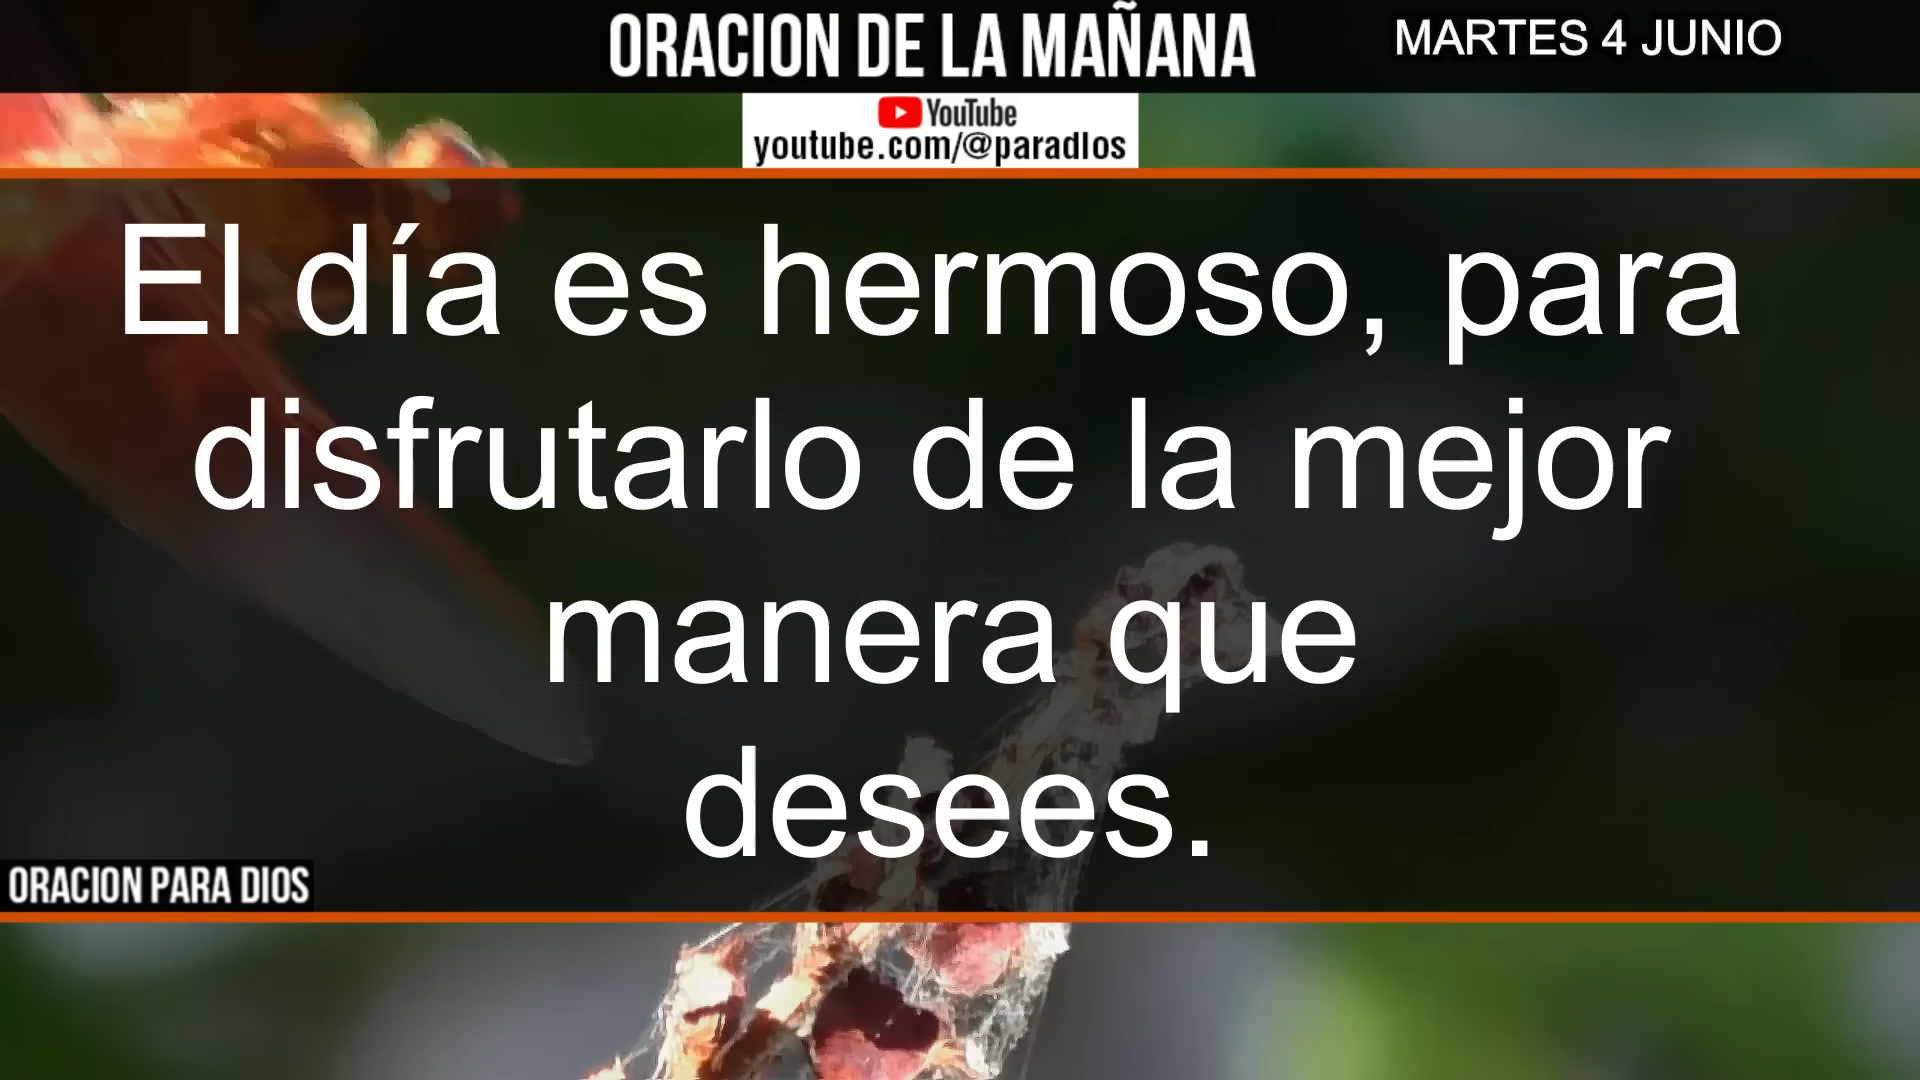 ORACION DE LA MAÑANA
MARTES 4 JUNIO
YouTube
youtube.com/@paradIos
El día es hermoso, para
disfrutarlo de la mejor
manera que
desees.
ORACION PARA DIOS